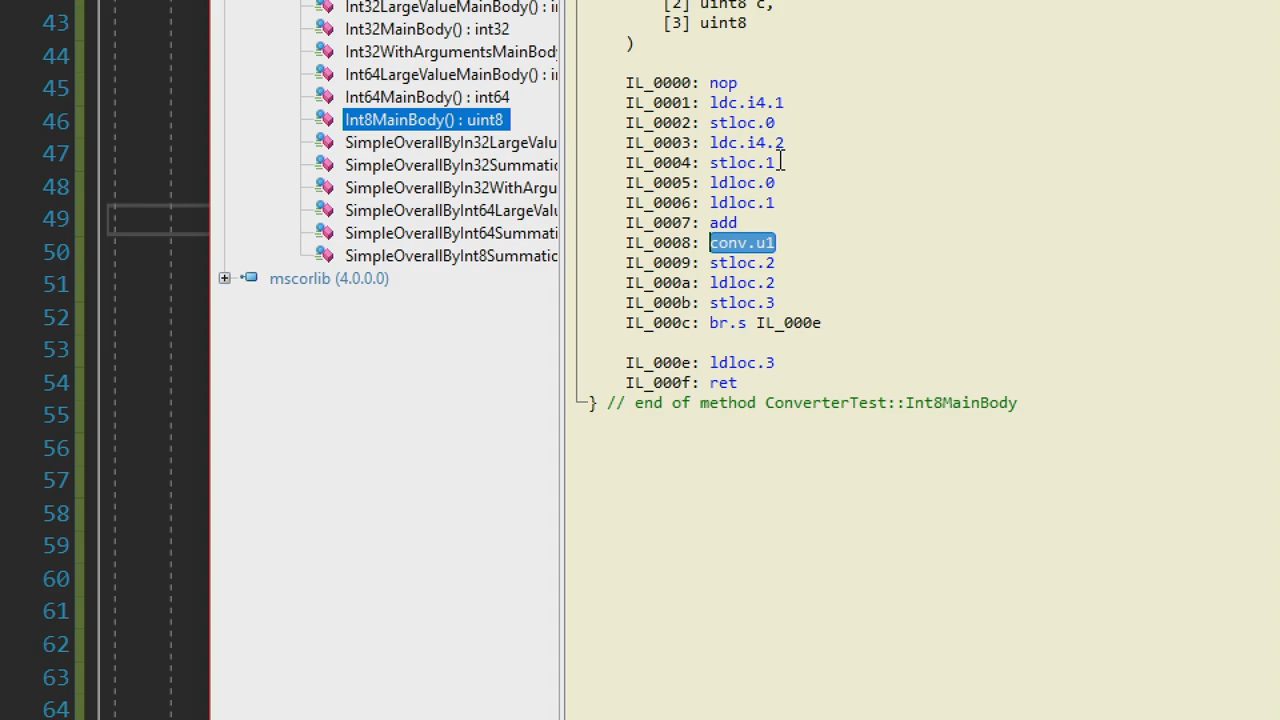 43
44
45
46
47
48
49
50
51
52
53
54
55
56
57
58
59
60
61
62
63
64
Int32LargeValueMainBody() : int32
Int32MainBody() : int32
Int32WithArgumentsMainBody
Int64LargeValueMainBody() : i
Int64MainBody() : int64
Int8MainBody() : uint8
SimpleOverallByIn32LargeValu
SimpleOverallByIn32Summatic
SimpleOverallByIn32WithArgu
SimpleOverallByInt64LargeVal
SimpleOverallByInt64Summati
SimpleOverallByInt8Summatic
mscorlib (4.0.0.0)
[2] uint8 c,
[3] uint8
)
IL_0000: nop
IL_0001: ldc.i4.1
IL_0002: stloc.0
IL_0003: ldc.i4.2
IL_0004: stloc.1
IL_0005: ldloc.0
IL_0006: ldloc.1
IL_0007: add
IL_0008: conv.u1
IL_0009: stloc.2
IL_000a: ldloc.2
IL_000b: stloc.3
IL_000c: br.s IL_000e
IL_000e: ldloc.3
IL_000f: ret
} // end of method ConverterTest::Int8MainBody